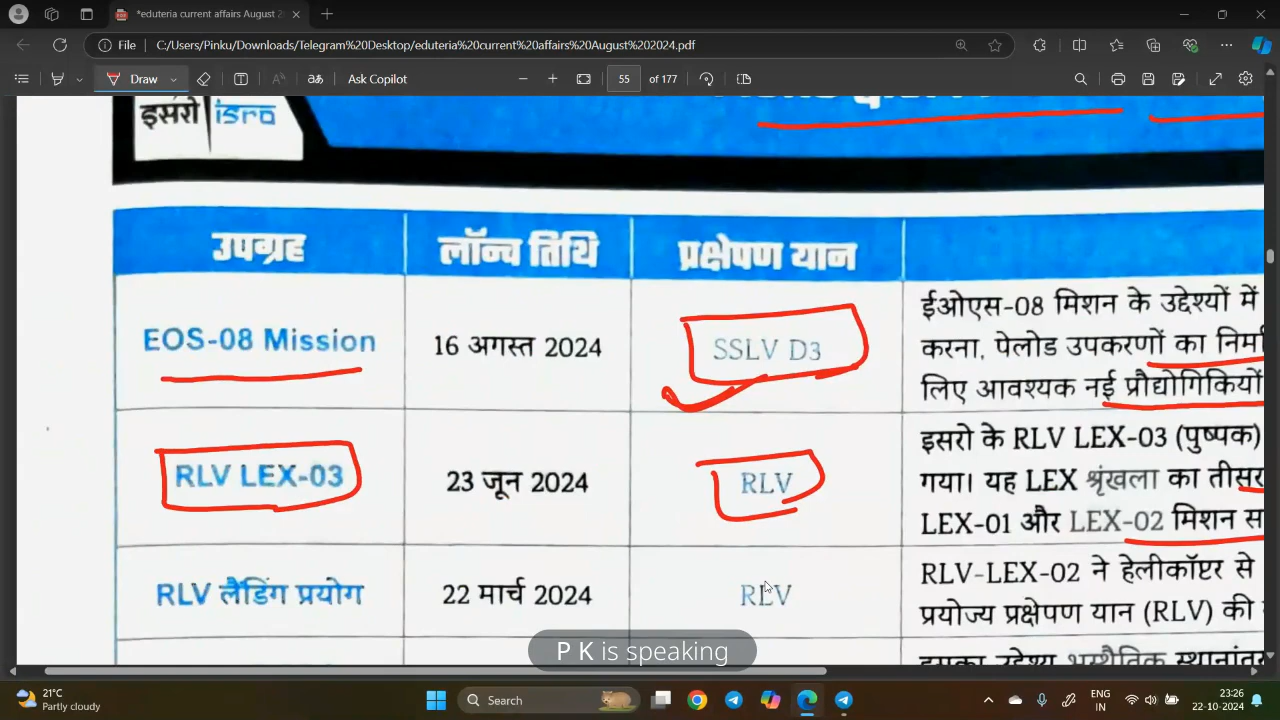 *eduteria current affairs August 2
File C:/Users/Pinku/Downloads/Telegram%20Desktop/eduteria%20current%20affairs%20August%202024.pdf
Draw Ask Copilot 55 of 177
इसरो isro
उपग्रह लॉन्च तिथि प्रक्षेपण यान
EOS-08 Mission 16 अगस्त 2024 SSLV D3
ईओएस-08 मिशन के उद्देश्यों में
करना, पेलोड उपकरणों का निर्मा
लिए आवश्यक नई प्रौद्योगिकियों
RLV LEX-03 23 जून 2024 RLV
इसरो के RLV LEX-03 (पुष्पक)
गया। यह LEX श्रृंखला का तीसर
LEX-01 और LEX-02 मिशन स
RLV लैंडिंग प्रयोग 22 मार्च 2024 RLV
RLV-LEX-02 ने हेलीकॉप्टर से
प्रयोज्य प्रक्षेपण यान (RLV) की
P K is speaking
21°C
Partly cloudy
Search
ENG
IN
23:26
22-10-2024